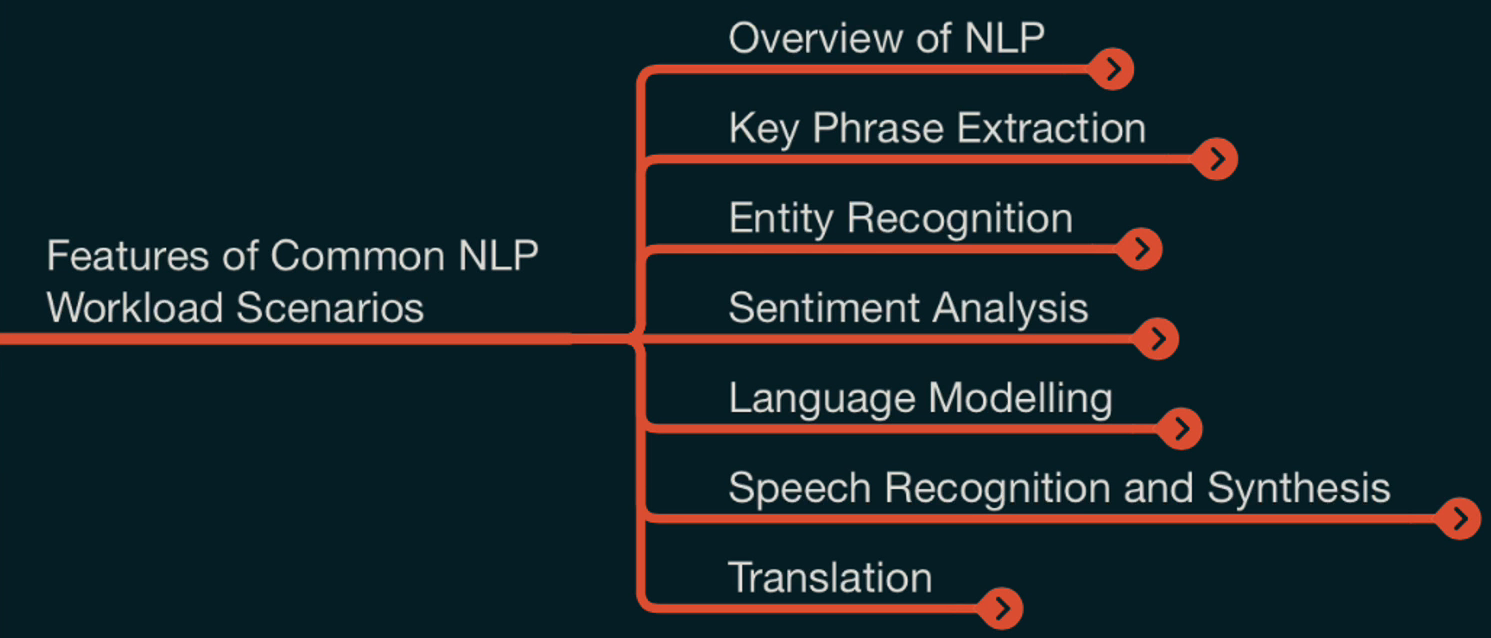 Features of Common NLP
Workload Scenarios
Overview of NLP
Key Phrase Extraction
Entity Recognition
Sentiment Analysis
Language Modelling
Speech Recognition and Synthesis
Translation